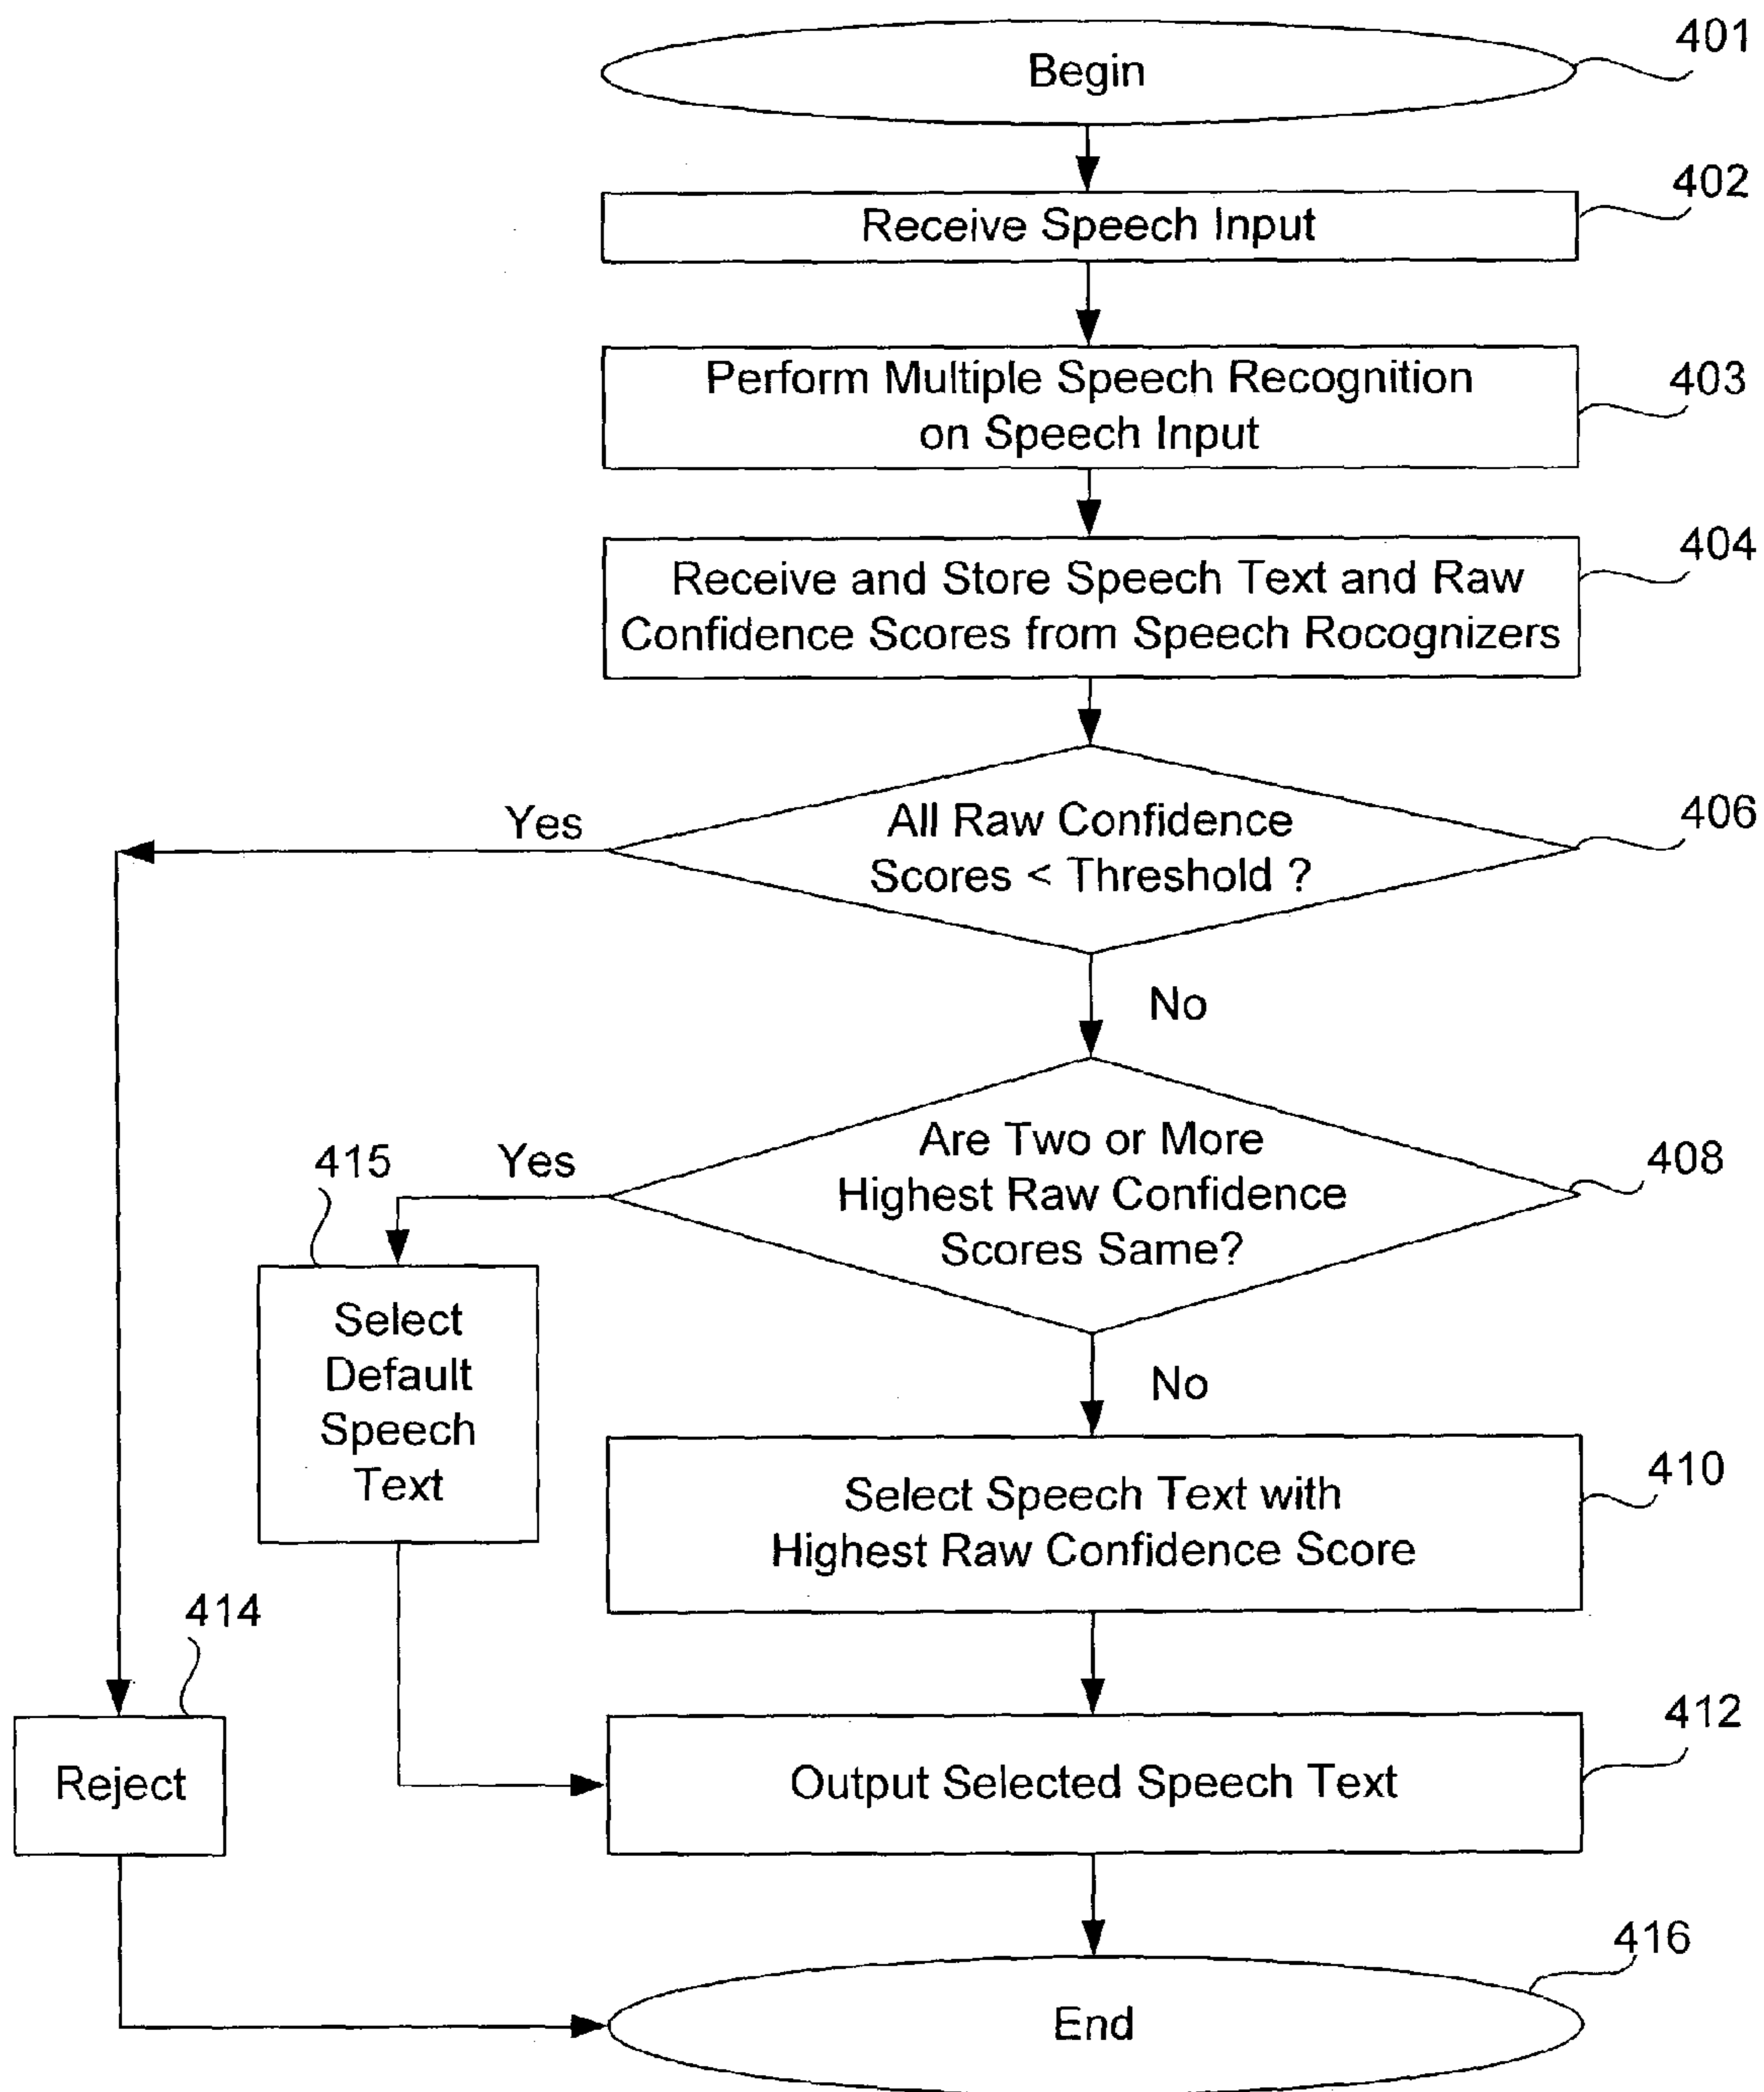 Begin
401
Receive Speech Input
402
Perform Multiple Speech Recognition
on Speech Input
403
Receive and Store Speech Text and Raw
Confidence Scores from Speech Rocognizers
404
All Raw Confidence
Scores < Threshold ?
406
Yes
No
Are Two or More
Highest Raw Confidence
Scores Same?
408
Yes
415
Select
Default
Speech
Text
No
Select Speech Text with
Highest Raw Confidence Score
410
414
Reject
Output Selected Speech Text
412
End
416